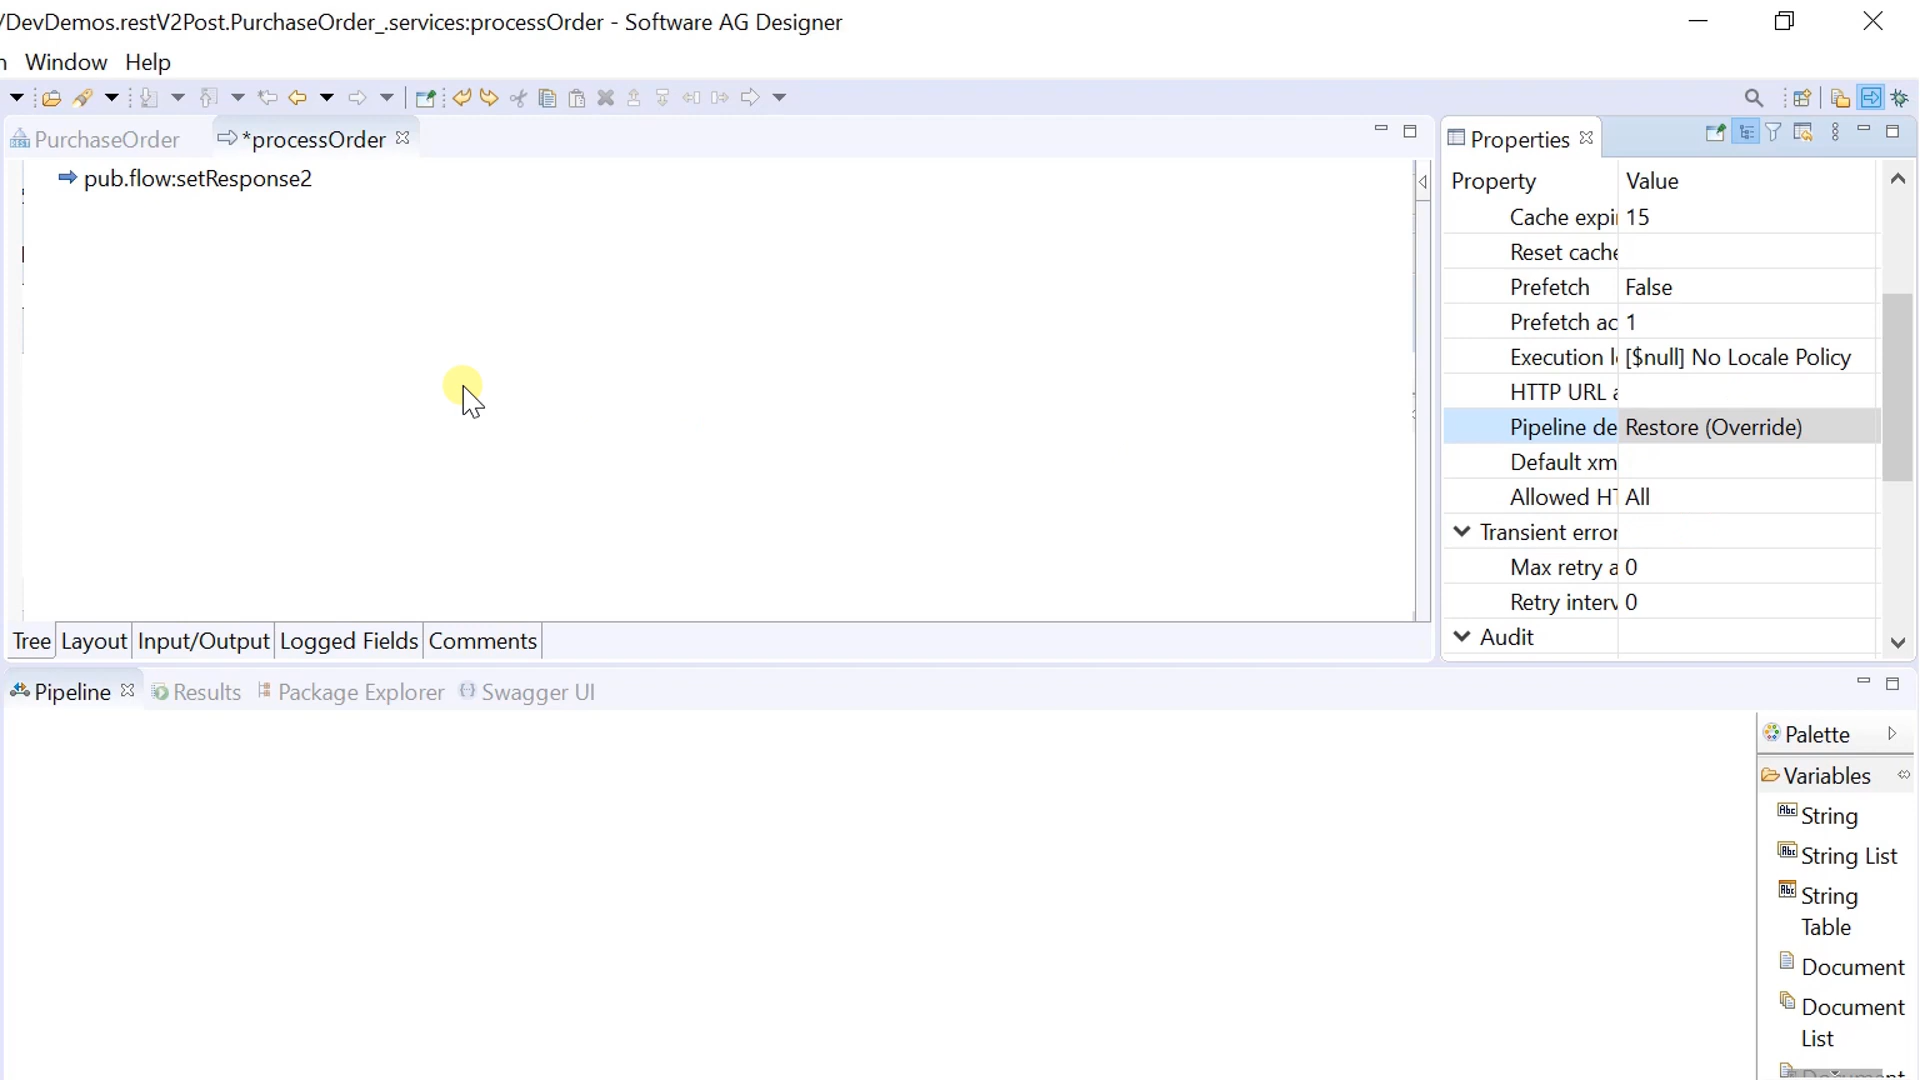 /DevDemos.restV2Post.PurchaseOrder_.services:processOrder - Software AG Designer
Window Help
PurchaseOrder *processOrder
pub.flow:setResponse2
Tree Layout Input/Output Logged Fields Comments
Properties
Property Value
Cache expi 15
Reset cache
Prefetch False
Prefetch ac 1
Execution l [$null] No Locale Policy
HTTP URL a
Pipeline de Restore (Override)
Default xm
Allowed HT All
Transient error
Max retry a 0
Retry interv 0
Audit
Pipeline Results Package Explorer Swagger UI
Palette
Variables
String
String List
String
Table
Document
Document
List